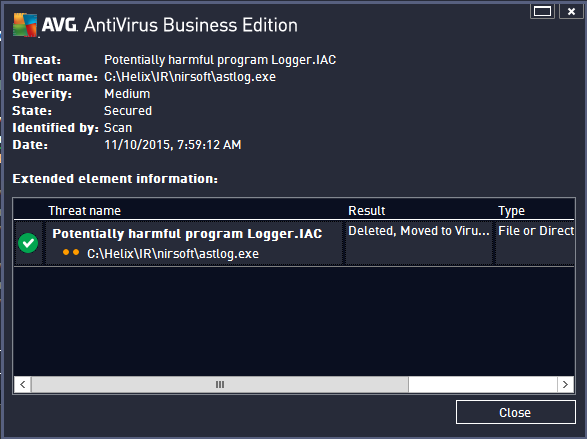 AVG. AntiVirus Business Edition
Threat: Potentially harmful program Logger.IAC
Object name: C:\Helix\IR\nirsoft\astlog.exe
Severity: Medium
State: Secured
Identified by: Scan
Date: 11/10/2015, 7:59:12 AM
Extended element information:
Threat name Result Type
Potentially harmful program Logger.IAC Deleted, Moved to Viru... File or Direct
C:\Helix\IR\nirsoft\astlog.exe
Close